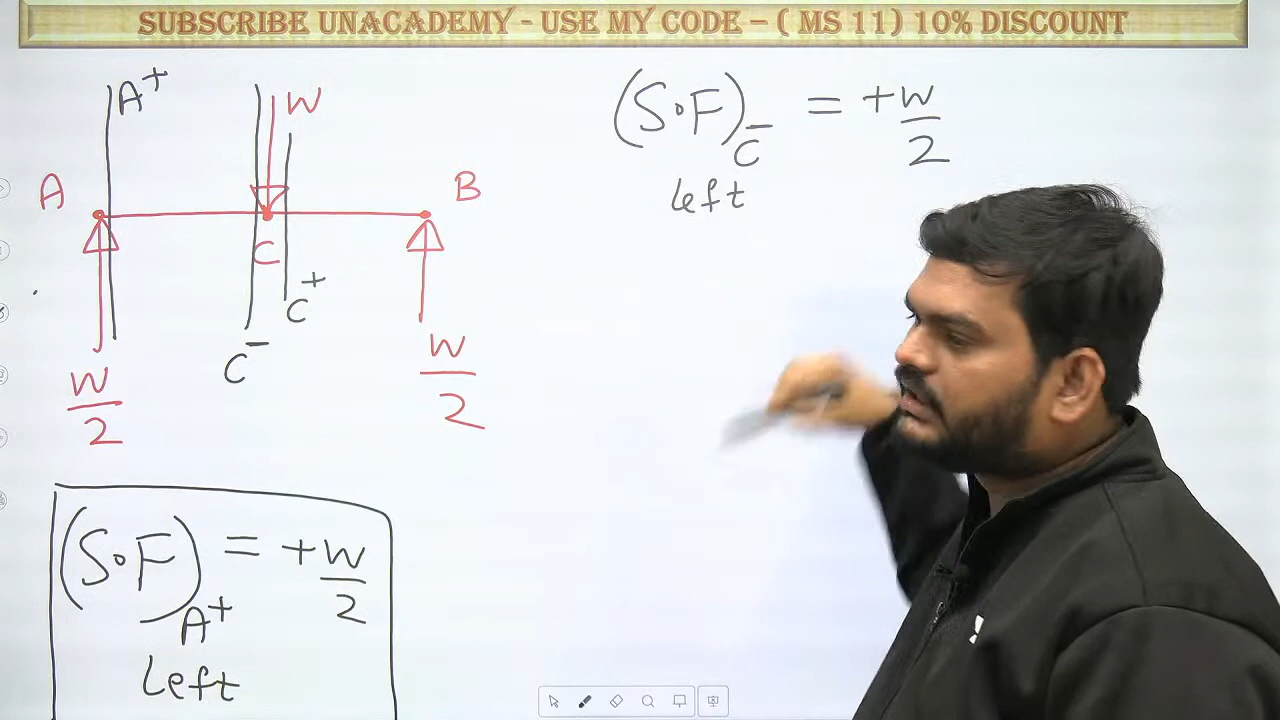 SUBSCRIBE UNACADEMY - USE MY CODE – ( MS 11) 10% DISCOUNT
A+
W
A
B
C
C+
C-
W/2
W/2
(S.F)C- = +W/2
left
(S.F)A+ = +W/2
left